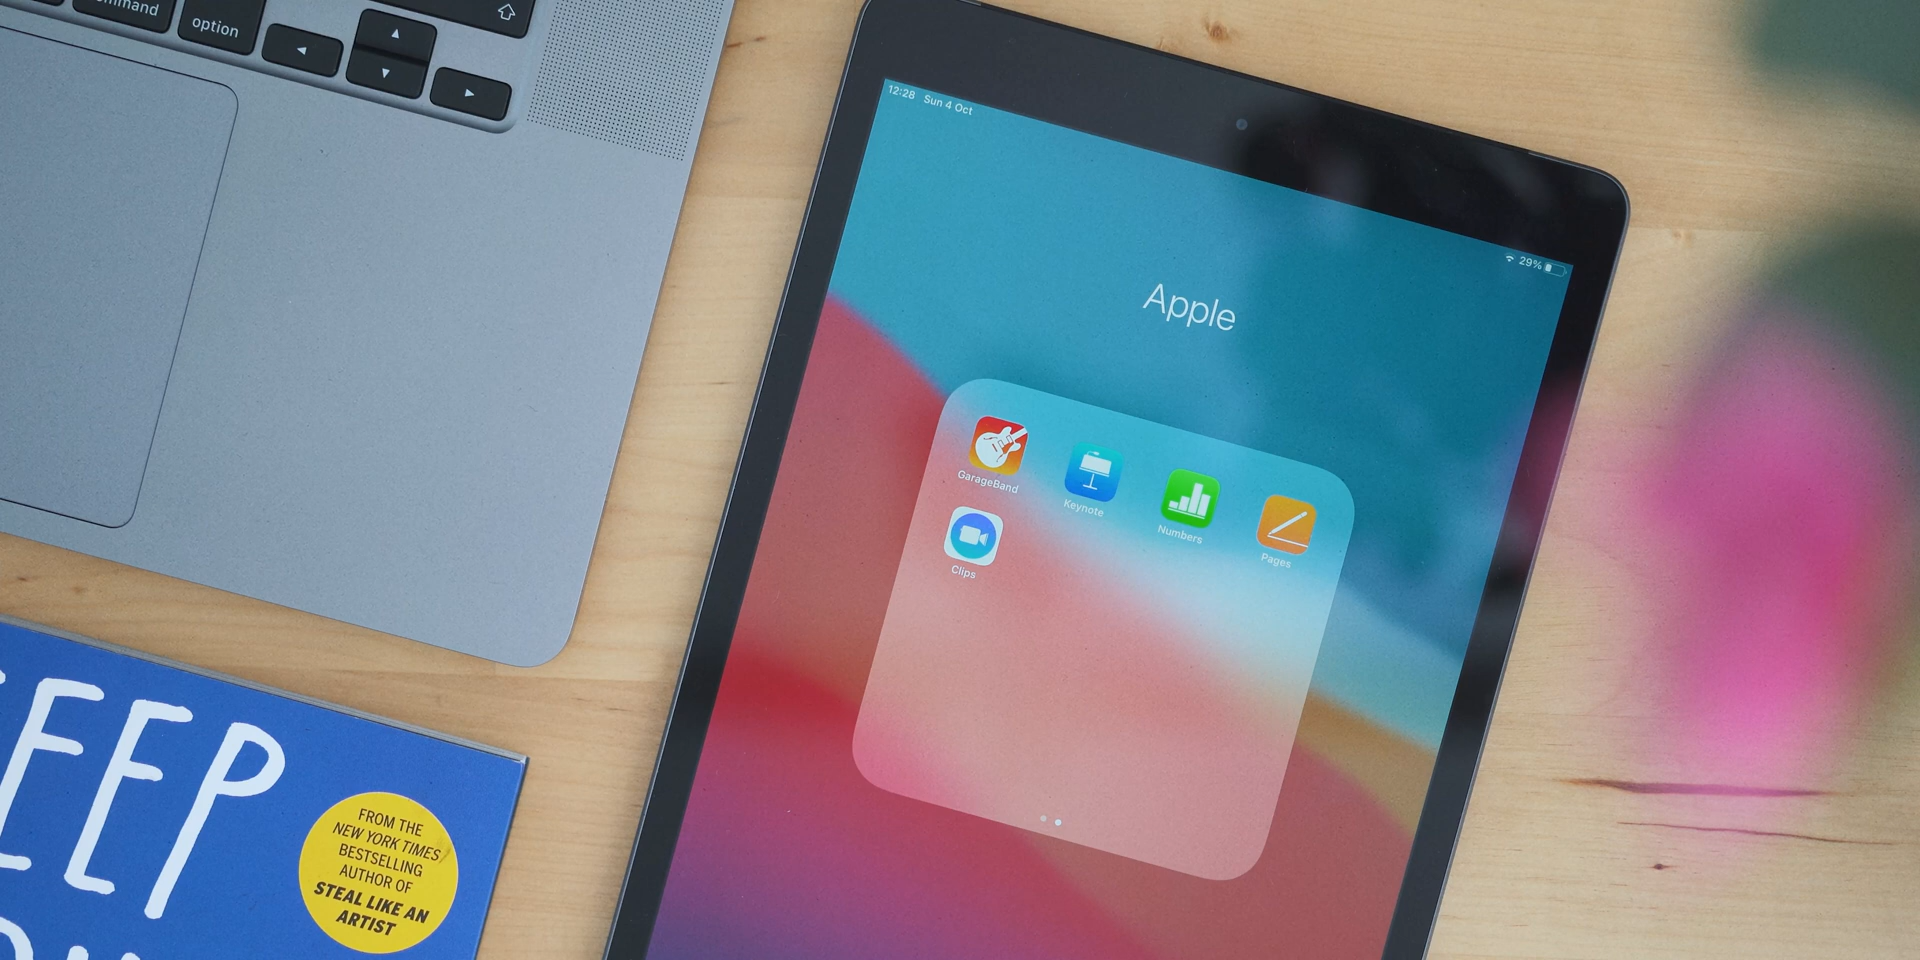 option
12:28 Sun 4 Oct
29%
Apple
GarageBand
Keynote
Numbers
Pages
Clips
FROM THE
NEW YORK TIMES
BESTSELLING
AUTHOR OF
STEAL LIKE AN
ARTIST